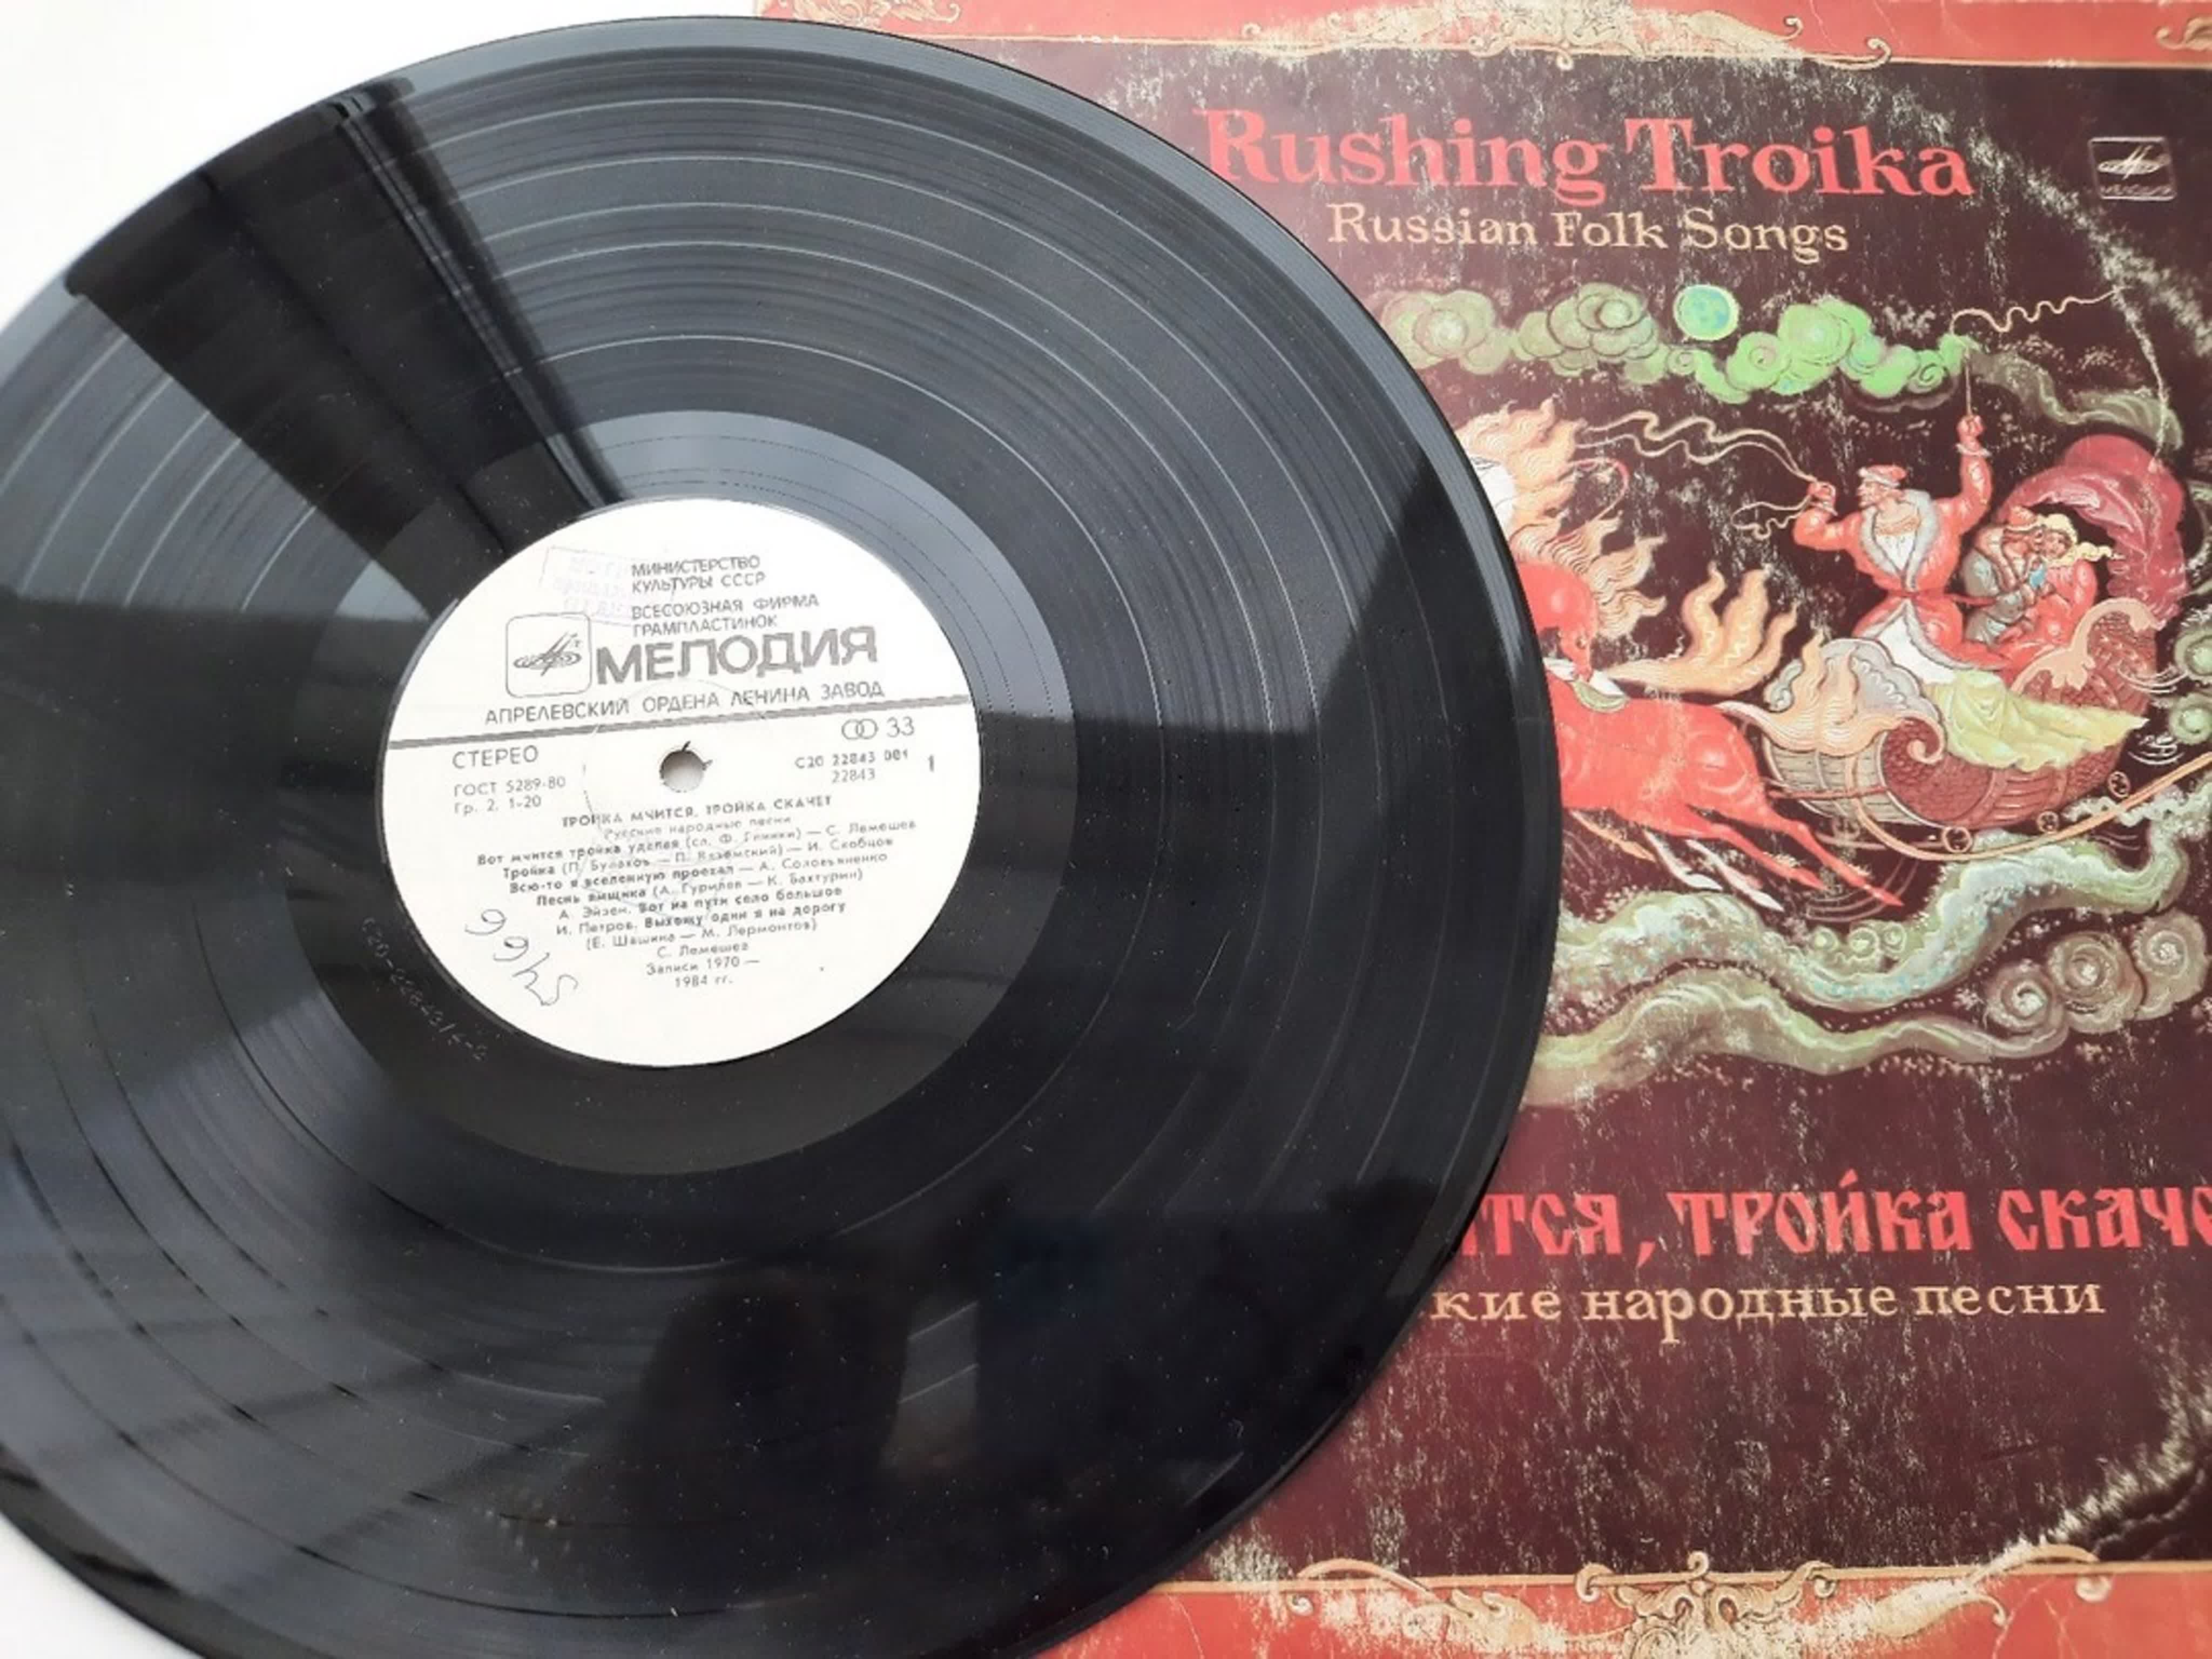 МИНИСТЕРСТВО
КУЛЬТУРЫ СССР
ВСЕСОЮЗНАЯ ФИРМА
ГРАМПЛАСТИНОК
МЕЛОДИЯ
АПРЕЛЕВСКИЙ ОРДЕНА ЛЕНИНА ЗАВОД
СТЕРЕО
33
ГОСТ 5289-80
Гр. 2. 1-20
С20 22843 001
22843
1
ТРОЙКА МЧИТСЯ, ТРОЙКА СКАЧЕТ
Русские народные песни
Вот мчится тройка удалая (сл. Ф. Глинки) — С. Лемешев
Тройка (П. Булахов — П. Вяземский) — И. Скобцов
Всю-то я вселенную проехал — А. Соловьяненко
Песнь ямщика (А. Гурилев — К. Бахтурин)
А. Эйзен. Вот на пути село большое
И. Петров. Выхожу один я на дорогу
(Е. Шашина — М. Лермонтов)
С. Лемешев
Записи 1970 —
1984 гг.
Rushing Troika
Russian Folk Songs
МЕЛОДИЯ
ится, тройка скаче
кие народные песни